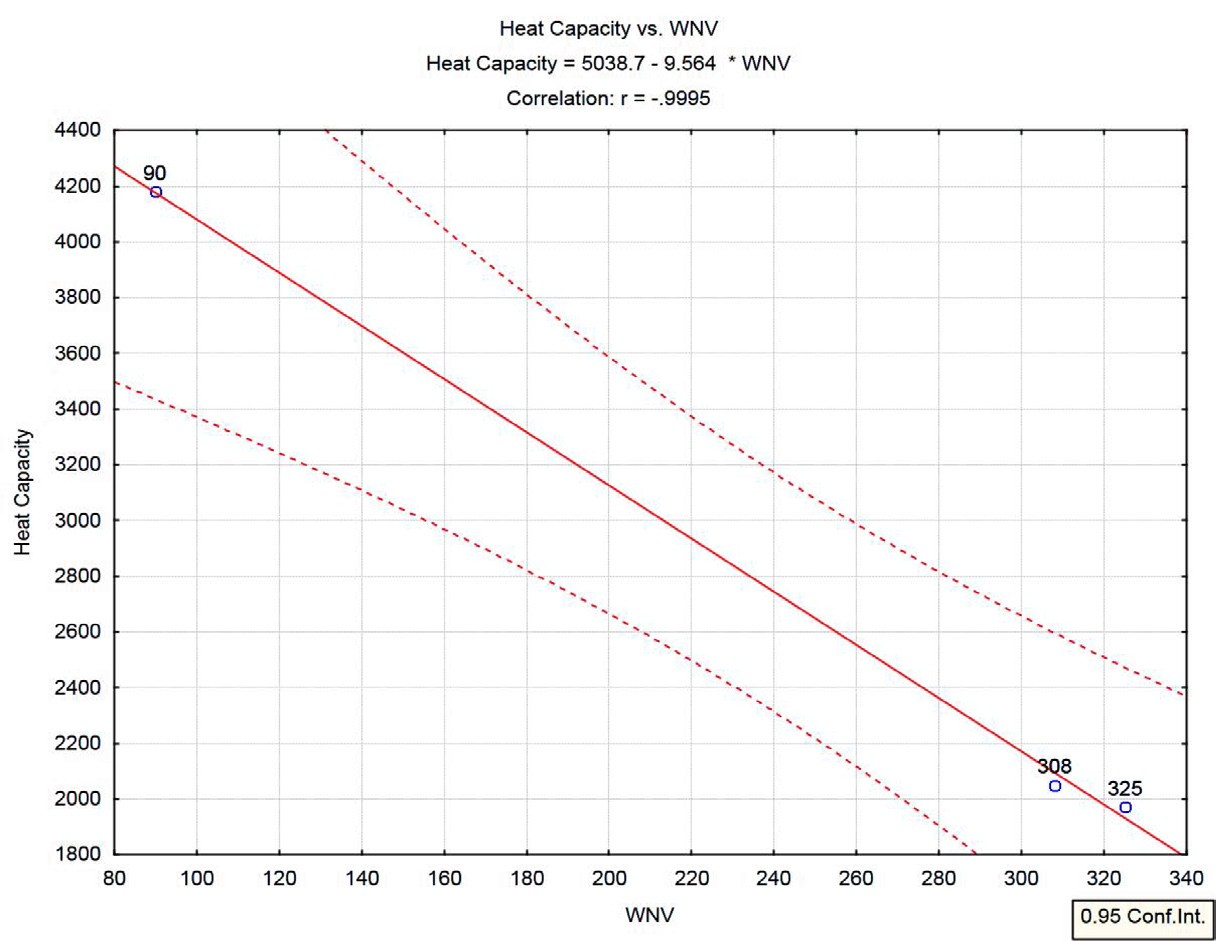 Heat Capacity vs. WNV
Heat Capacity = 5038.7 - 9.564 * WNV
Correlation: r = -.9995
4400
4200
4000
3800
3600
3400
3200
3000
2800
2600
2400
2200
2000
1800
Heat Capacity
90
308
325
80 100 120 140 160 180 200 220 240 260 280 300 320 340
WNV
0.95 Conf.Int.